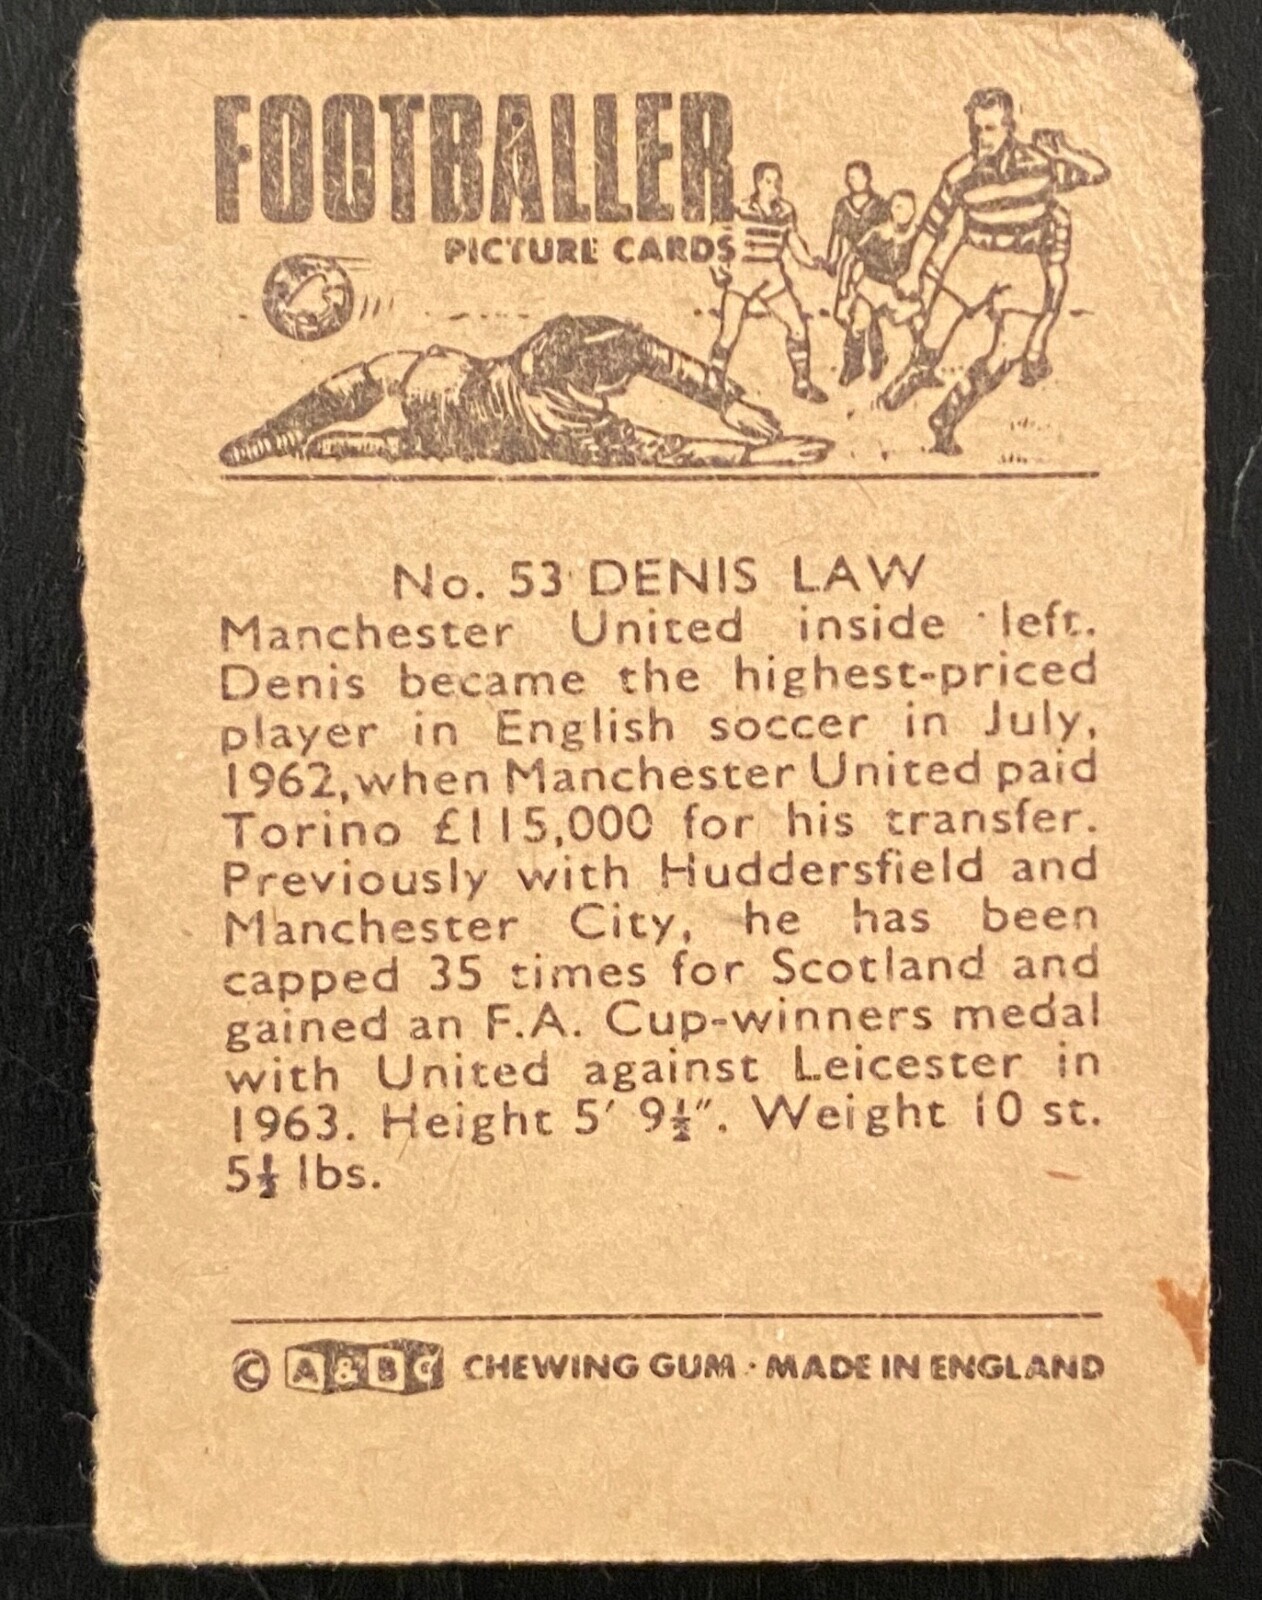 FOOTBALLER
PICTURE CARDS
No. 53 DENIS LAW
Manchester United inside left.
Denis became the highest-priced
player in English soccer in July,
1962, when Manchester United paid
Torino £115,000 for his transfer.
Previously with Huddersfield and
Manchester City, he has been
capped 35 times for Scotland and
gained an F.A. Cup-winners medal
with United against Leicester in
1963. Height 5′ 9½″. Weight 10 st.
5½ lbs.
© A&BC CHEWING GUM · MADE IN ENGLAND